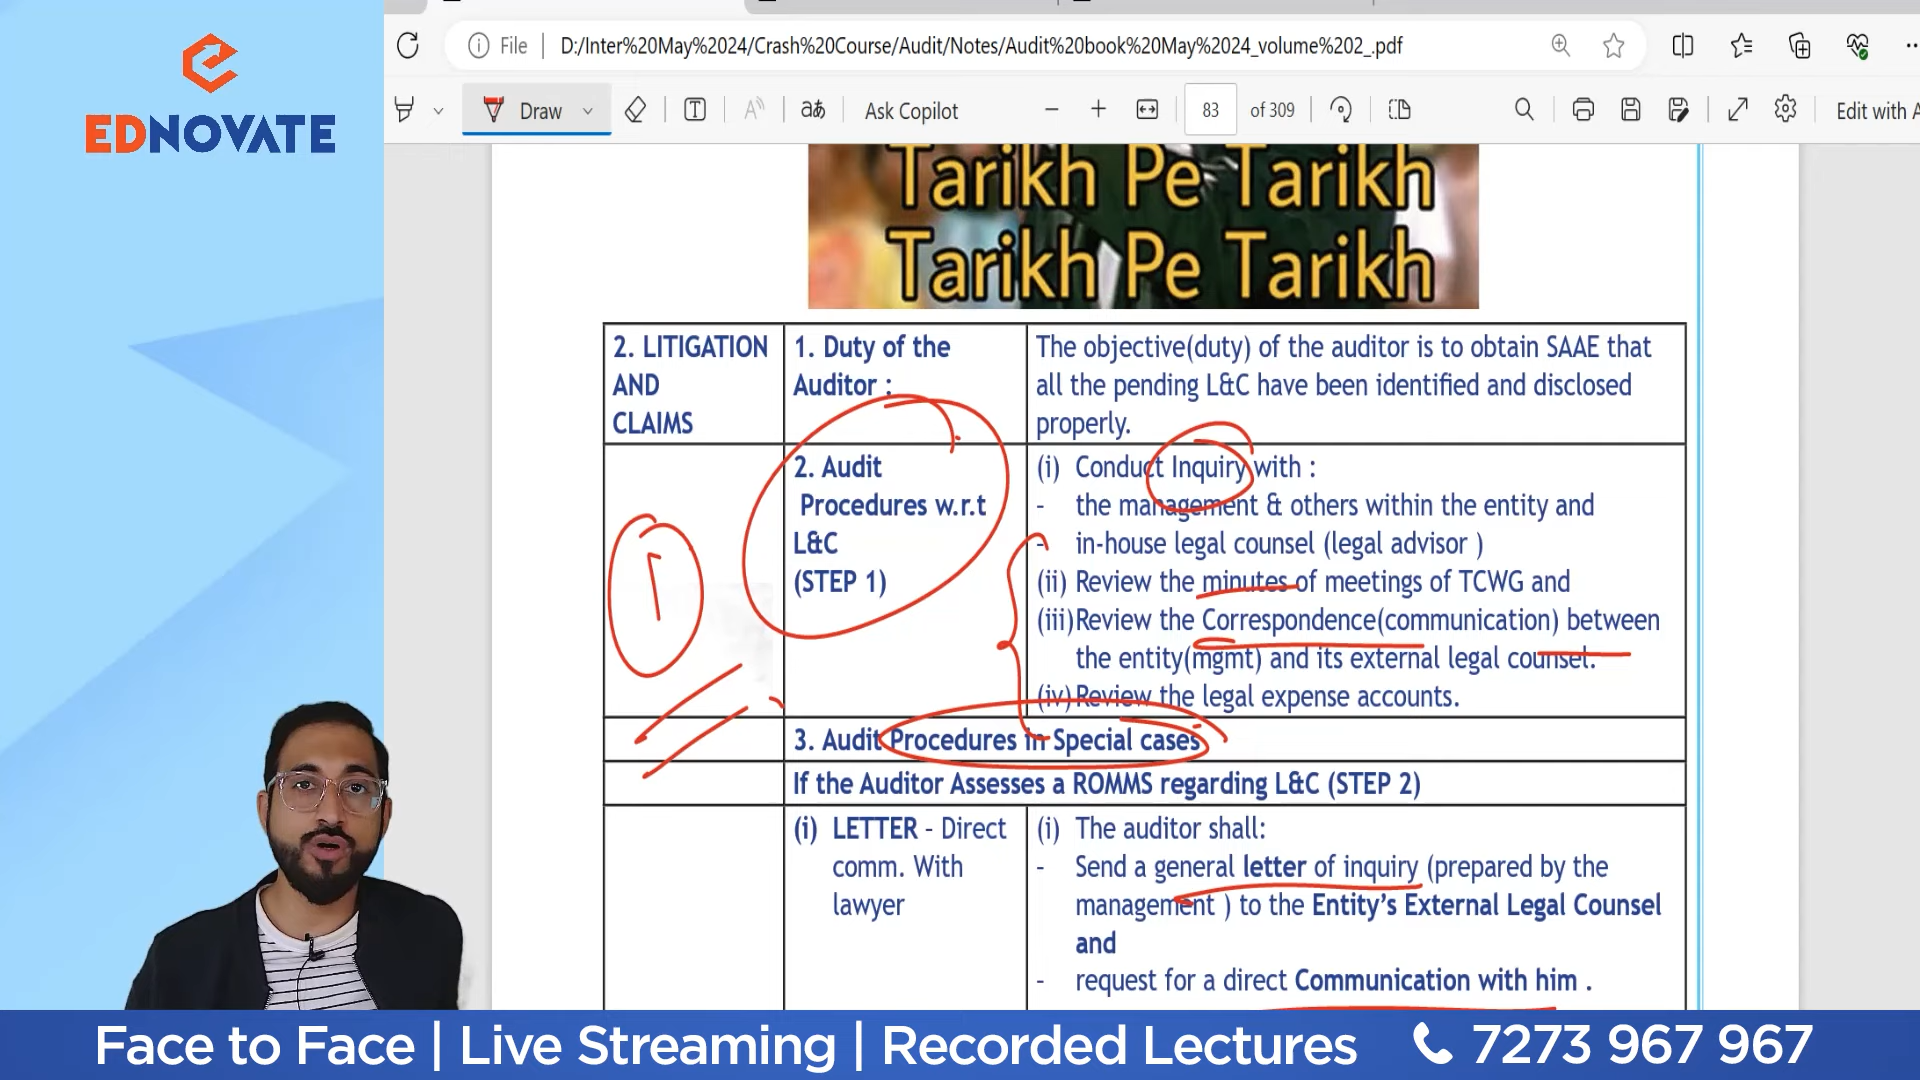 EDNOVATE
File
D:/Inter%20May%2024/Crash%20Course/Audit/Notes/Audit%20book%20May%2024_volume%202_.pdf
Draw
T
A
aあ
Ask Copilot
83
of 309
Edit with A
Tarikh Pe Tarikh
Tarikh Pe Tarikh
2. LITIGATION
AND
CLAIMS
1. Duty of the
Auditor :
The objective(duty) of the auditor is to obtain SAAE that
all the pending L&C have been identified and disclosed
properly.
2. Audit
Procedures w.r.t
L&C
(STEP 1)
(i) Conduct Inquiry with :
- the management & others within the entity and
- in-house legal counsel (legal advisor )
(ii) Review the minutes of meetings of TCWG and
(iii)Review the Correspondence(communication) between
the entity(mgmt) and its external legal counsel.
(iv)Review the legal expense accounts.
1
3. Audit Procedures in Special cases
If the Auditor Assesses a ROMMS regarding L&C (STEP 2)
(i) LETTER - Direct
comm. With
lawyer
(i) The auditor shall:
- Send a general letter of inquiry (prepared by the
management ) to the Entity's External Legal Counsel
and
- request for a direct Communication with him .
Face to Face | Live Streaming | Recorded Lectures
7273 967 967